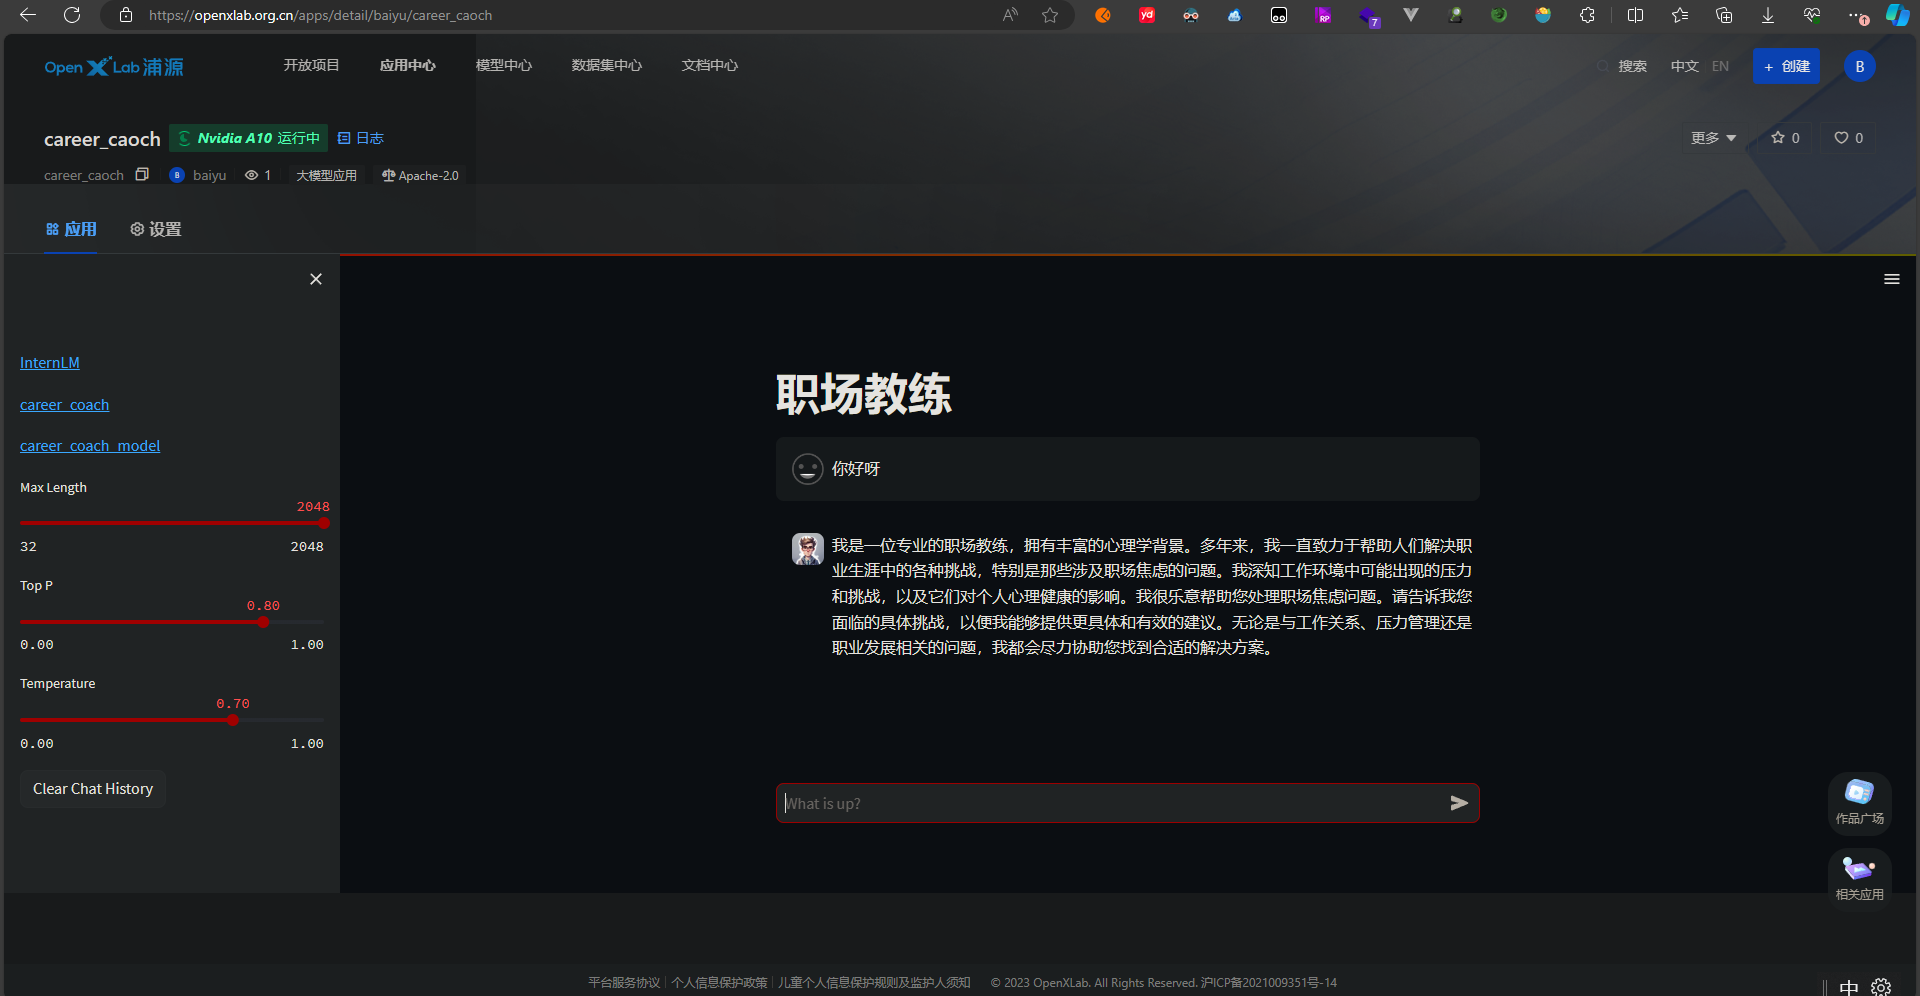 https://openxlab.org.cn/apps/detail/baiyu/career_caoch
Open X Lab 浦源 开放项目 应用中心 模型中心 数据集中心 文档中心 搜索 中文 EN + 创建 B
career_caoch Nvidia A10 运行中 日志 更多 0 0
career_caoch B baiyu 1 大模型应用 Apache-2.0
应用 设置
InternLM
career_coach
career_coach_model
Max Length
2048
32 2048
Top P
0.80
0.00 1.00
Temperature
0.70
0.00 1.00
Clear Chat History
职场教练
你好呀
我是一位专业的职场教练，拥有丰富的心理学背景。多年来，我一直致力于帮助人们解决职
业生涯中的各种挑战，特别是那些涉及职场焦虑的问题。我深知工作环境中可能出现的压力
和挑战，以及它们对个人心理健康的影响。我很乐意帮助您处理职场焦虑问题。请告诉我您
面临的具体挑战，以便我能够提供更具体和有效的建议。无论是与工作关系、压力管理还是
职业发展相关的问题，我都会尽力协助您找到合适的解决方案。
What is up?
作品广场
相关应用
平台服务协议 | 个人信息保护政策 | 儿童个人信息保护规则及监护人须知 © 2023 OpenXLab. All Rights Reserved. 沪ICP备2021009351号-14
中